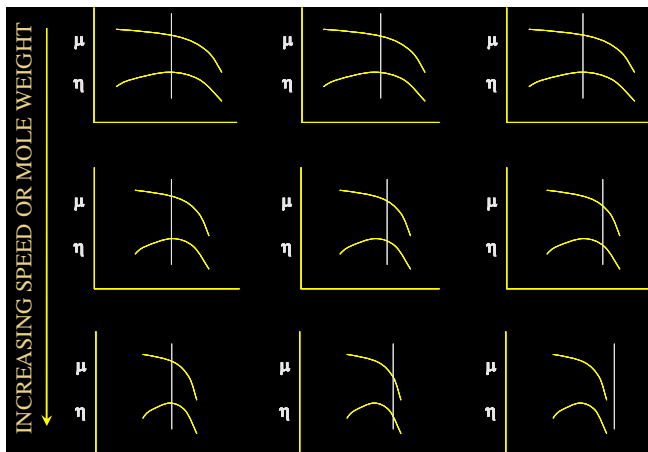 INCREASING SPEED OR MOLE WEIGHT
μ μ μ
η η η
μ μ μ
η η η
μ μ μ
η η η